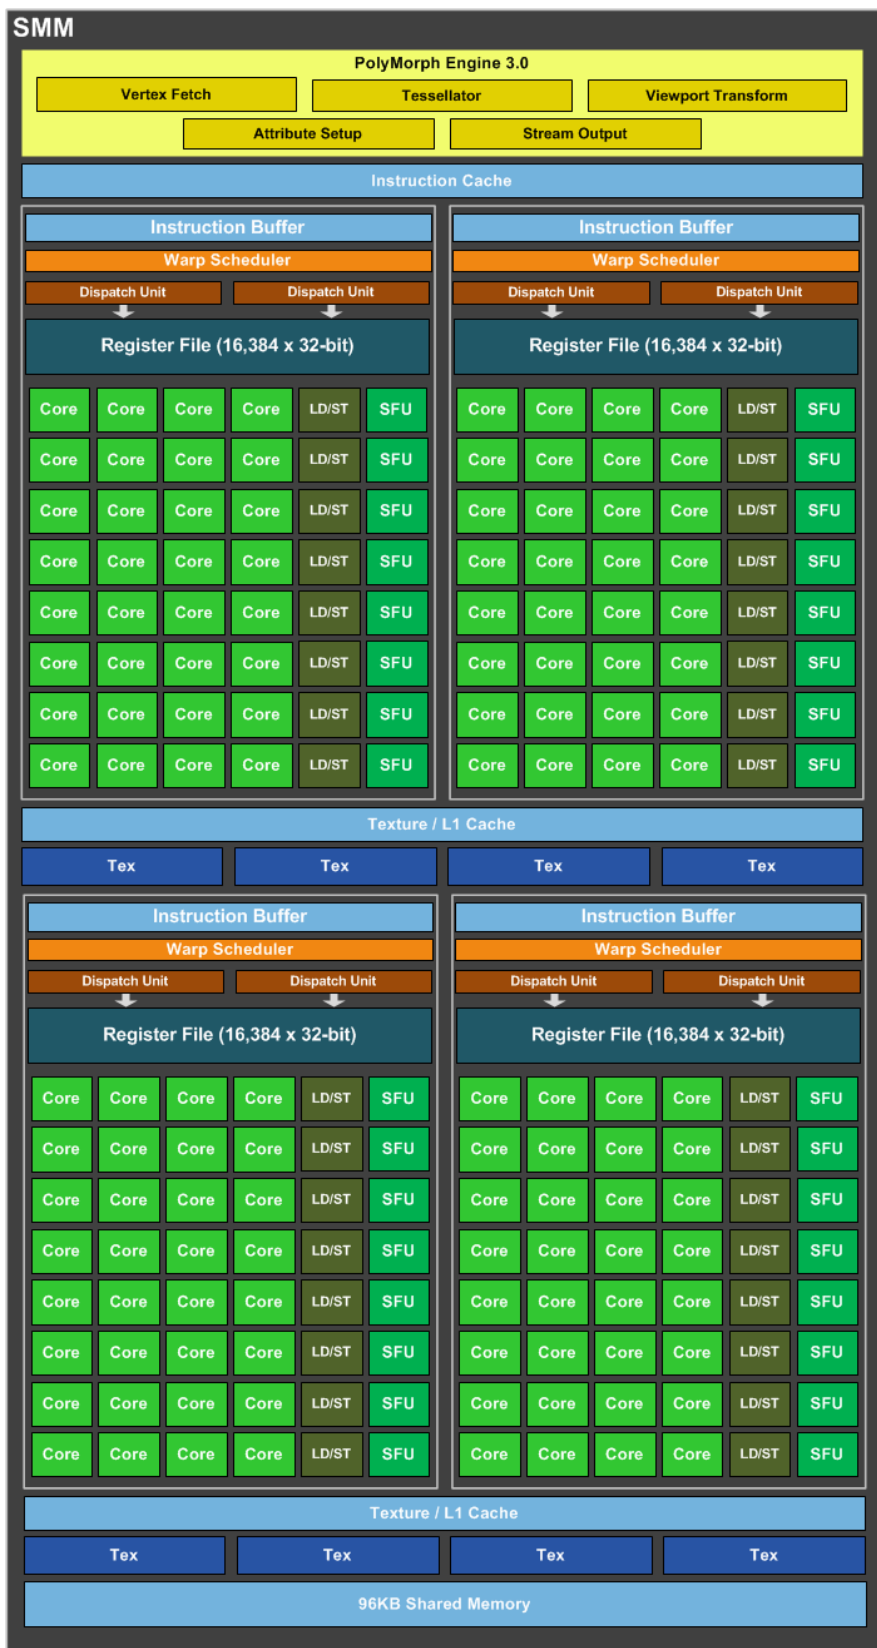 SMM
PolyMorph Engine 3.0
Vertex Fetch Tessellator Viewport Transform
Attribute Setup Stream Output
Instruction Cache
Instruction Buffer Instruction Buffer
Warp Scheduler Warp Scheduler
Dispatch Unit Dispatch Unit Dispatch Unit Dispatch Unit
Register File (16,384 x 32-bit) Register File (16,384 x 32-bit)
Core Core Core Core LD/ST SFU Core Core Core Core LD/ST SFU
Core Core Core Core LD/ST SFU Core Core Core Core LD/ST SFU
Core Core Core Core LD/ST SFU Core Core Core Core LD/ST SFU
Core Core Core Core LD/ST SFU Core Core Core Core LD/ST SFU
Core Core Core Core LD/ST SFU Core Core Core Core LD/ST SFU
Core Core Core Core LD/ST SFU Core Core Core Core LD/ST SFU
Core Core Core Core LD/ST SFU Core Core Core Core LD/ST SFU
Core Core Core Core LD/ST SFU Core Core Core Core LD/ST SFU
Texture / L1 Cache
Tex Tex Tex Tex
Instruction Buffer Instruction Buffer
Warp Scheduler Warp Scheduler
Dispatch Unit Dispatch Unit Dispatch Unit Dispatch Unit
Register File (16,384 x 32-bit) Register File (16,384 x 32-bit)
Core Core Core Core LD/ST SFU Core Core Core Core LD/ST SFU
Core Core Core Core LD/ST SFU Core Core Core Core LD/ST SFU
Core Core Core Core LD/ST SFU Core Core Core Core LD/ST SFU
Core Core Core Core LD/ST SFU Core Core Core Core LD/ST SFU
Core Core Core Core LD/ST SFU Core Core Core Core LD/ST SFU
Core Core Core Core LD/ST SFU Core Core Core Core LD/ST SFU
Core Core Core Core LD/ST SFU Core Core Core Core LD/ST SFU
Core Core Core Core LD/ST SFU Core Core Core Core LD/ST SFU
Texture / L1 Cache
Tex Tex Tex Tex
96KB Shared Memory